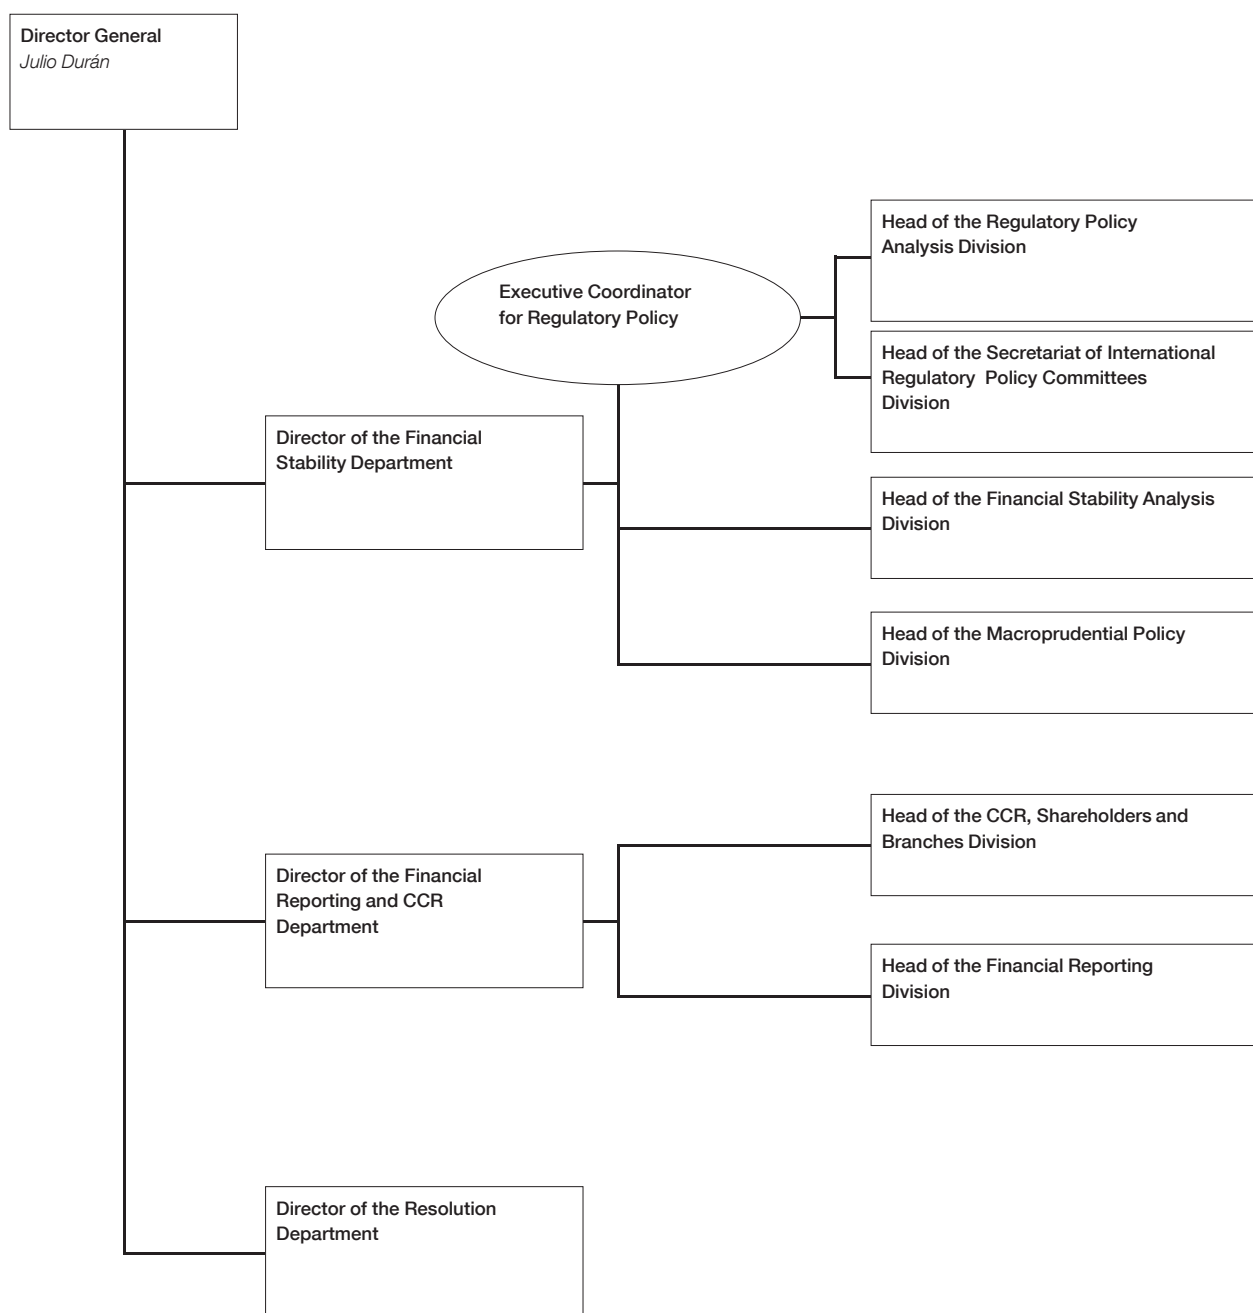 Director General
Julio Durán
Head of the Regulatory Policy
Analysis Division
Executive Coordinator
for Regulatory Policy
Head of the Secretariat of International
Regulatory Policy Committees
Division
Director of the Financial
Stability Department
Head of the Financial Stability Analysis
Division
Head of the Macroprudential Policy
Division
Head of the CCR, Shareholders and
Branches Division
Director of the Financial
Reporting and CCR
Department
Head of the Financial Reporting
Division
Director of the Resolution
Department